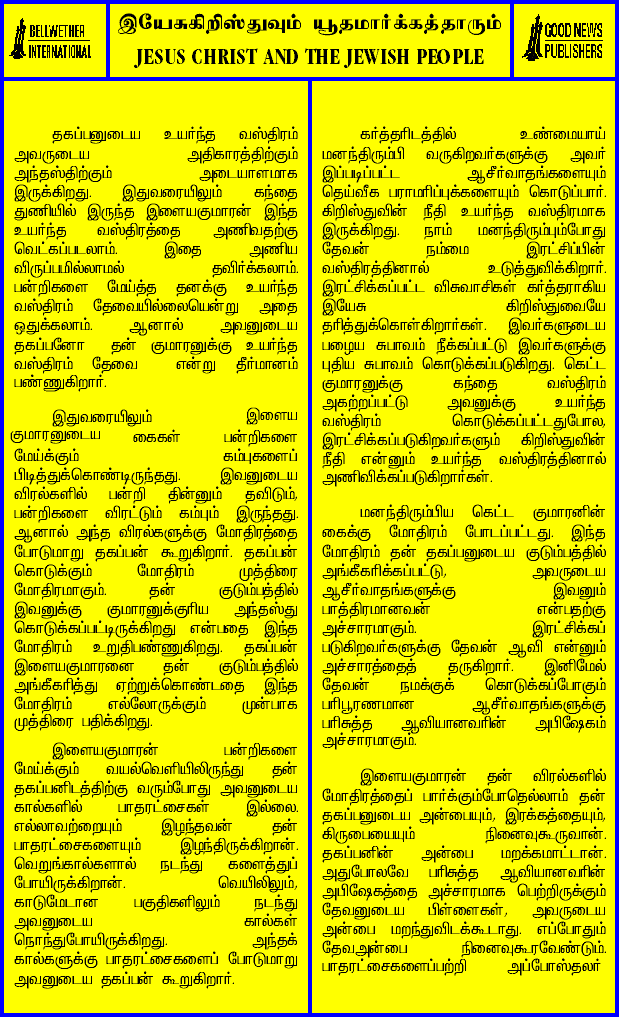 BELLWETHER
INTERNATIONAL
இயேசுகிறிஸ்துவும் யூதமார்க்கத்தாரும்
JESUS CHRIST AND THE JEWISH PEOPLE
GOOD NEWS
PUBLISHERS
தகப்பனுடைய உயர்ந்த வஸ்திரம்
அவருடைய அதிகாரத்திற்கும்
அந்தஸ்திற்கும் அடையாளமாக
இருக்கிறது. இதுவரையிலும் கந்தை
துணியில் இருந்த இளையகுமாரன் இந்த
உயர்ந்த வஸ்திரத்தை அணிவதற்கு
வெட்கப்படலாம். இதை அணிய
விருப்பமில்லாமல் தவிர்க்கலாம்.
பன்றிகளை மேய்த்த தனக்கு உயர்ந்த
வஸ்திரம் தேவையில்லையென்று அதை
ஒதுக்கலாம். ஆனால் அவனுடைய
தகப்பனோ தன் குமாரனுக்கு உயர்ந்த
வஸ்திரம் தேவை என்று தீர்மானம்
பண்ணுகிறார்.
இதுவரையிலும் இளைய
குமாரனுடைய கைகள் பன்றிகளை
மேய்க்கும் கம்புகளைப்
பிடித்துக்கொண்டிருந்தது. இவனுடைய
விரல்களில் பன்றி தின்னும் தவிடும்,
பன்றிகளை விரட்டும் கம்பும் இருந்தது.
ஆனால் அந்த விரல்களுக்கு மோதிரத்தை
போடுமாறு தகப்பன் கூறுகிறார். தகப்பன்
கொடுக்கும் மோதிரம் முத்திரை
மோதிரமாகும். தன் குடும்பத்தில்
இவனுக்கு குமாரனுக்குரிய அந்தஸ்து
கொடுக்கப்பட்டிருக்கிறது என்பதை இந்த
மோதிரம் உறுதிபண்ணுகிறது. தகப்பன்
இளையகுமாரனை தன் குடும்பத்தில்
அங்கீகரித்து ஏற்றுக்கொண்டதை இந்த
மோதிரம் எல்லோருக்கும் முன்பாக
முத்திரை பதிக்கிறது.
இளையகுமாரன் பன்றிகளை
மேய்க்கும் வயல்வெளியிலிருந்து தன்
தகப்பனிடத்திற்கு வரும்போது அவனுடைய
கால்களில் பாதரட்சைகள் இல்லை.
எல்லாவற்றையும் இழந்தவன் தன்
பாதரட்சைகளையும் இழந்திருக்கிறான்.
வெறுங்கால்களால் நடந்து களைத்துப்
போயிருக்கிறான். வெயிலிலும்,
காடுமேடான பகுதிகளிலும் நடந்து
அவனுடைய கால்கள்
நொந்துபோயிருக்கிறது. அந்தக்
கால்களுக்கு பாதரட்சைகளைப் போடுமாறு
அவனுடைய தகப்பன் கூறுகிறார்.
கர்த்தரிடத்தில் உண்மையாய்
மனந்திரும்பி வருகிறவர்களுக்கு அவர்
இப்படிப்பட்ட ஆசீர்வாதங்களையும்
தெய்வீக பராமரிப்புக்களையும் கொடுப்பார்.
கிறிஸ்துவின் நீதி உயர்ந்த வஸ்திரமாக
இருக்கிறது. நாம் மனந்திரும்பும்போது
தேவன் நம்மை இரட்சிப்பின்
வஸ்திரத்தினால் உடுத்துவிக்கிறார்.
இரட்சிக்கப்பட்ட விசுவாசிகள் கர்த்தராகிய
இயேசு கிறிஸ்துவையே
தரித்துக்கொள்கிறார்கள். இவர்களுடைய
பழைய சுபாவம் நீக்கப்பட்டு இவர்களுக்கு
புதிய சுபாவம் கொடுக்கப்படுகிறது. கெட்ட
குமாரனுக்கு கந்தை வஸ்திரம்
அகற்றப்பட்டு அவனுக்கு உயர்ந்த
வஸ்திரம் கொடுக்கப்பட்டதுபோல,
இரட்சிக்கப்படுகிறவர்களும் கிறிஸ்துவின்
நீதி என்னும் உயர்ந்த வஸ்திரத்தினால்
அணிவிக்கப்படுகிறார்கள்.
மனந்திரும்பிய கெட்ட குமாரனின்
கைக்கு மோதிரம் போடப்பட்டது. இந்த
மோதிரம் தன் தகப்பனுடைய குடும்பத்தில்
அங்கீகரிக்கப்பட்டு, அவருடைய
ஆசீர்வாதங்களுக்கு இவனும்
பாத்திரமானவன் என்பதற்கு
அச்சாரமாகும். இரட்சிக்கப்
படுகிறவர்களுக்கு தேவன் ஆவி என்னும்
அச்சாரத்தைத் தருகிறார். இனிமேல்
தேவன் நமக்குக் கொடுக்கப்போகும்
பரிபூரணமான ஆசீர்வாதங்களுக்கு
பரிசுத்த ஆவியானவரின் அபிஷேகம்
அச்சாரமாகும்.
இளையகுமாரன் தன் விரல்களில்
மோதிரத்தைப் பார்க்கும்போதெல்லாம் தன்
தகப்பனுடைய அன்பையும், இரக்கத்தையும்,
கிருபையையும் நினைவுகூருவான்.
தகப்பனின் அன்பை மறக்கமாட்டான்.
அதுபோலவே பரிசுத்த ஆவியானவரின்
அபிஷேகத்தை அச்சாரமாக பெற்றிருக்கும்
தேவனுடைய பிள்ளைகள், அவருடைய
அன்பை மறந்துவிடக்கூடாது. எப்போதும்
தேவஅன்பை நினைவுகூரவேண்டும்.
பாதரட்சைகளைப்பற்றி அப்போஸ்தலர்